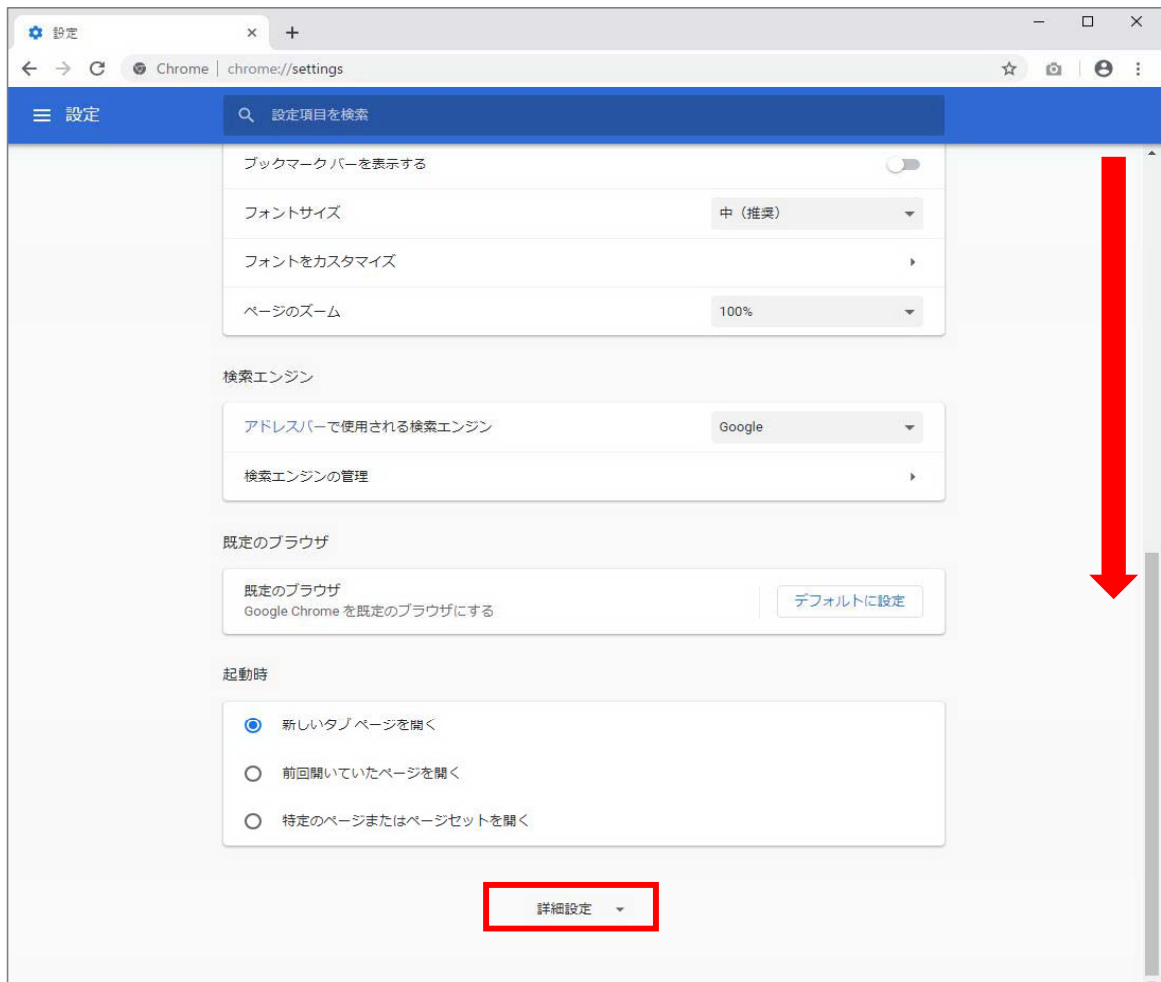 設定
Chrome | chrome://settings
設定
設定項目を検索
ブックマーク バーを表示する
フォントサイズ 中（推奨）
フォントをカスタマイズ
ページのズーム 100%
検索エンジン
アドレスバーで使用される検索エンジン Google
検索エンジンの管理
既定のブラウザ
既定のブラウザ
Google Chrome を既定のブラウザにする
デフォルトに設定
起動時
新しいタブ ページを開く
前回開いていたページを開く
特定のページまたはページセットを開く
詳細設定